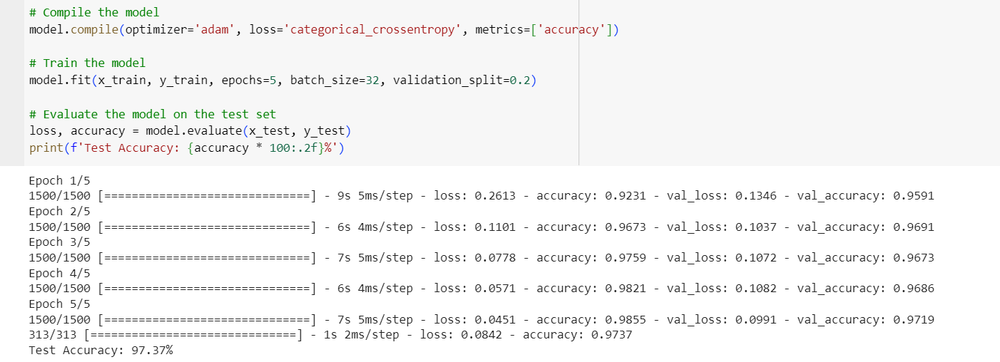 # Compile the model
model.compile(optimizer='adam', loss='categorical_crossentropy', metrics=['accuracy'])
# Train the model
model.fit(x_train, y_train, epochs=5, batch_size=32, validation_split=0.2)
# Evaluate the model on the test set
loss, accuracy = model.evaluate(x_test, y_test)
print(f'Test Accuracy: {accuracy * 100:.2f}%')
Epoch 1/5
1500/1500 [==============================] - 9s 5ms/step - loss: 0.2613 - accuracy: 0.9231 - val_loss: 0.1346 - val_accuracy: 0.9591
Epoch 2/5
1500/1500 [==============================] - 6s 4ms/step - loss: 0.1101 - accuracy: 0.9673 - val_loss: 0.1037 - val_accuracy: 0.9691
Epoch 3/5
1500/1500 [==============================] - 7s 5ms/step - loss: 0.0778 - accuracy: 0.9759 - val_loss: 0.1072 - val_accuracy: 0.9673
Epoch 4/5
1500/1500 [==============================] - 6s 4ms/step - loss: 0.0571 - accuracy: 0.9821 - val_loss: 0.1082 - val_accuracy: 0.9686
Epoch 5/5
1500/1500 [==============================] - 7s 5ms/step - loss: 0.0451 - accuracy: 0.9855 - val_loss: 0.0991 - val_accuracy: 0.9719
313/313 [==============================] - 1s 2ms/step - loss: 0.0842 - accuracy: 0.9737
Test Accuracy: 97.37%